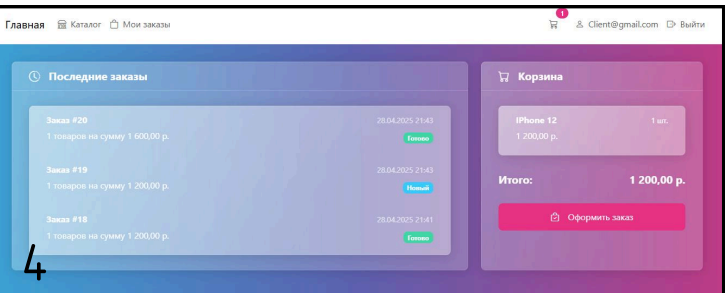 Главная Каталог Мои заказы 1 Client@gmail.com Выйти
Последние заказы
Заказ #20 28.04.2025 21:43
1 товаров на сумму 1 600,00 р. Готово
Заказ #19 28.04.2025 21:43
1 товаров на сумму 1 200,00 р. Новый
Заказ #18 28.04.2025 21:41
1 товаров на сумму 1 200,00 р. Готово
4
Корзина
IPhone 12 1 шт.
1 200,00 р.
Итого: 1 200,00 р.
Оформить заказ